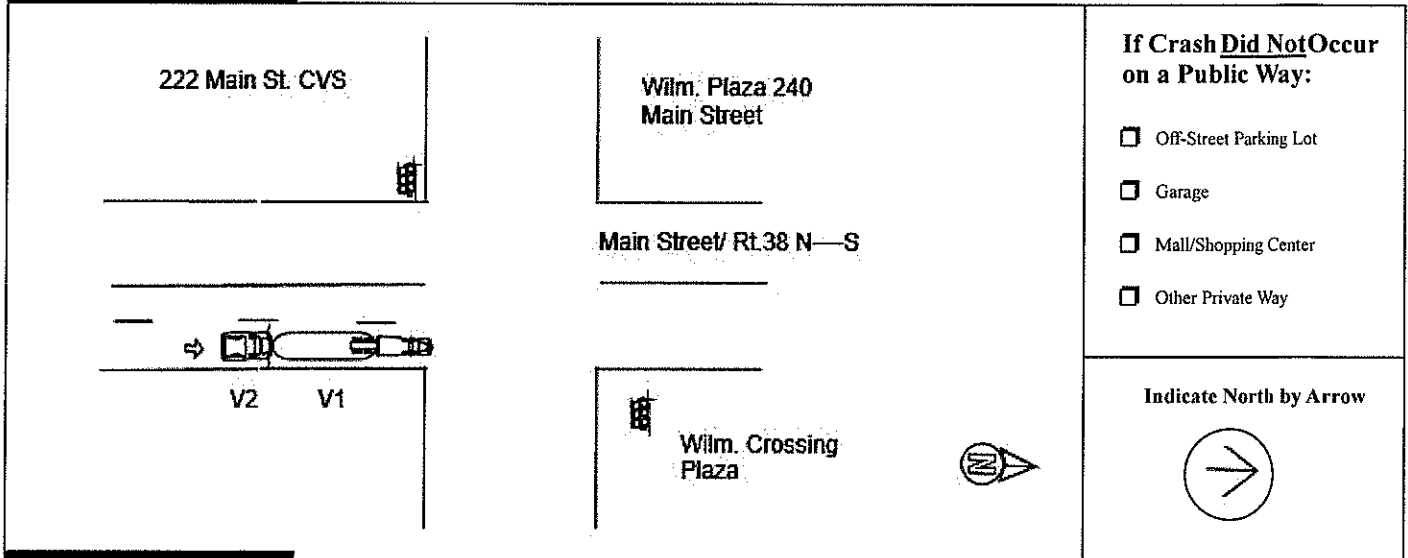 222 Main St. CVS
Wilm. Plaza 240
Main Street
Main Street/ Rt.38 N—S
V2
V1
Wilm. Crossing
Plaza
N
If Crash Did Not Occur
on a Public Way:
Off-Street Parking Lot
Garage
Mall/Shopping Center
Other Private Way
Indicate North by Arrow